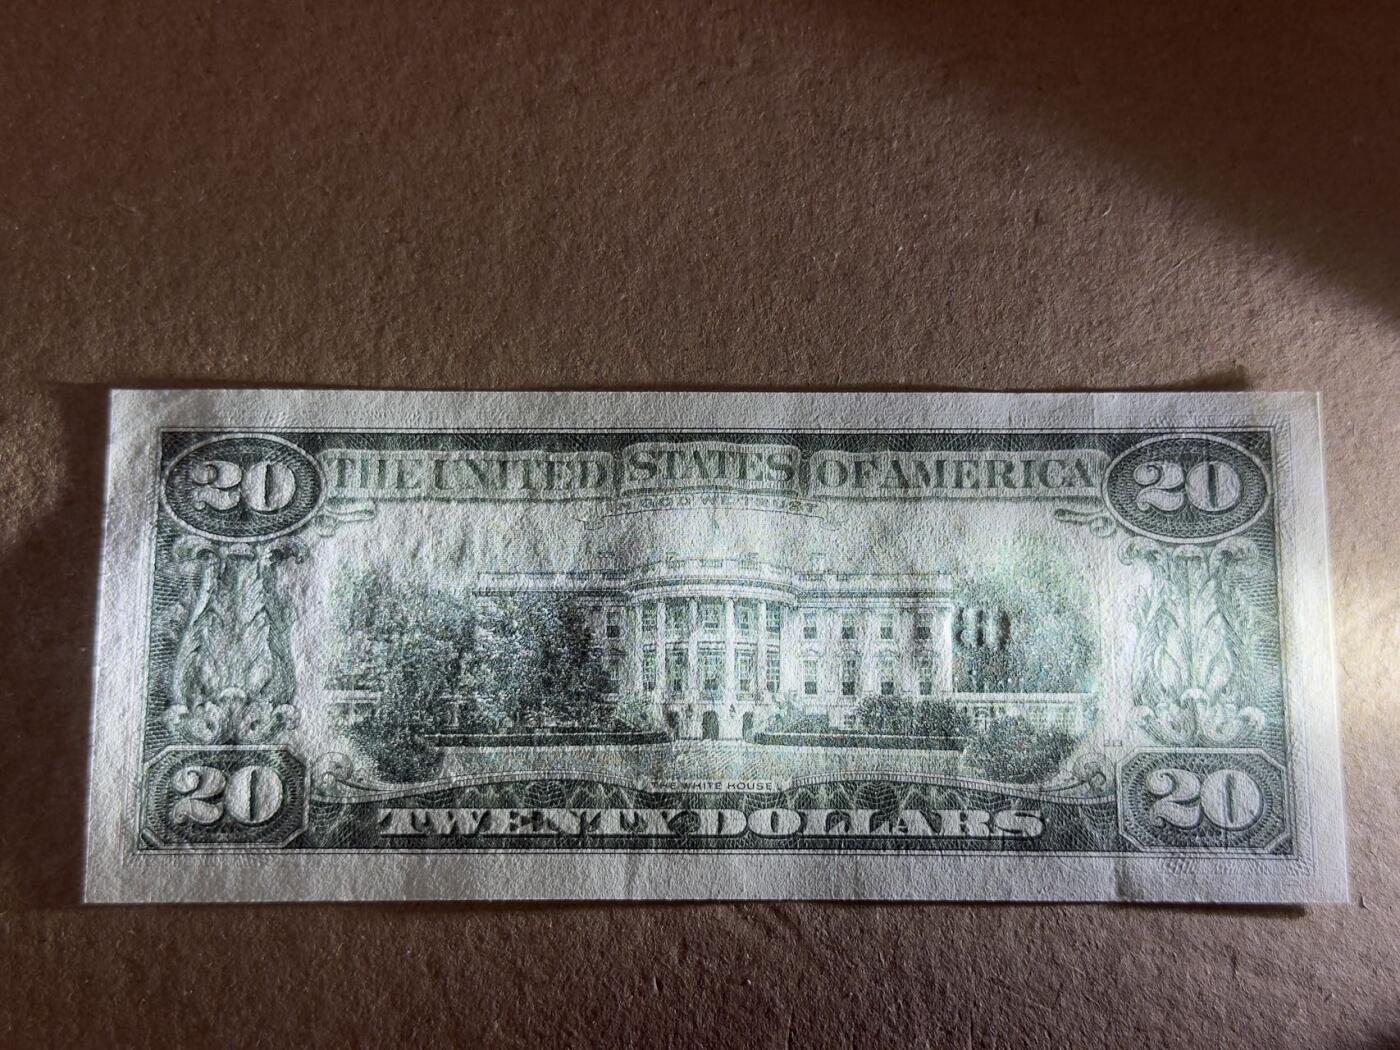 20 THE UNITED STATES OF AMERICA 20
IN GOD WE TRUST
THE WHITE HOUSE
20 TWENTY DOLLARS 20